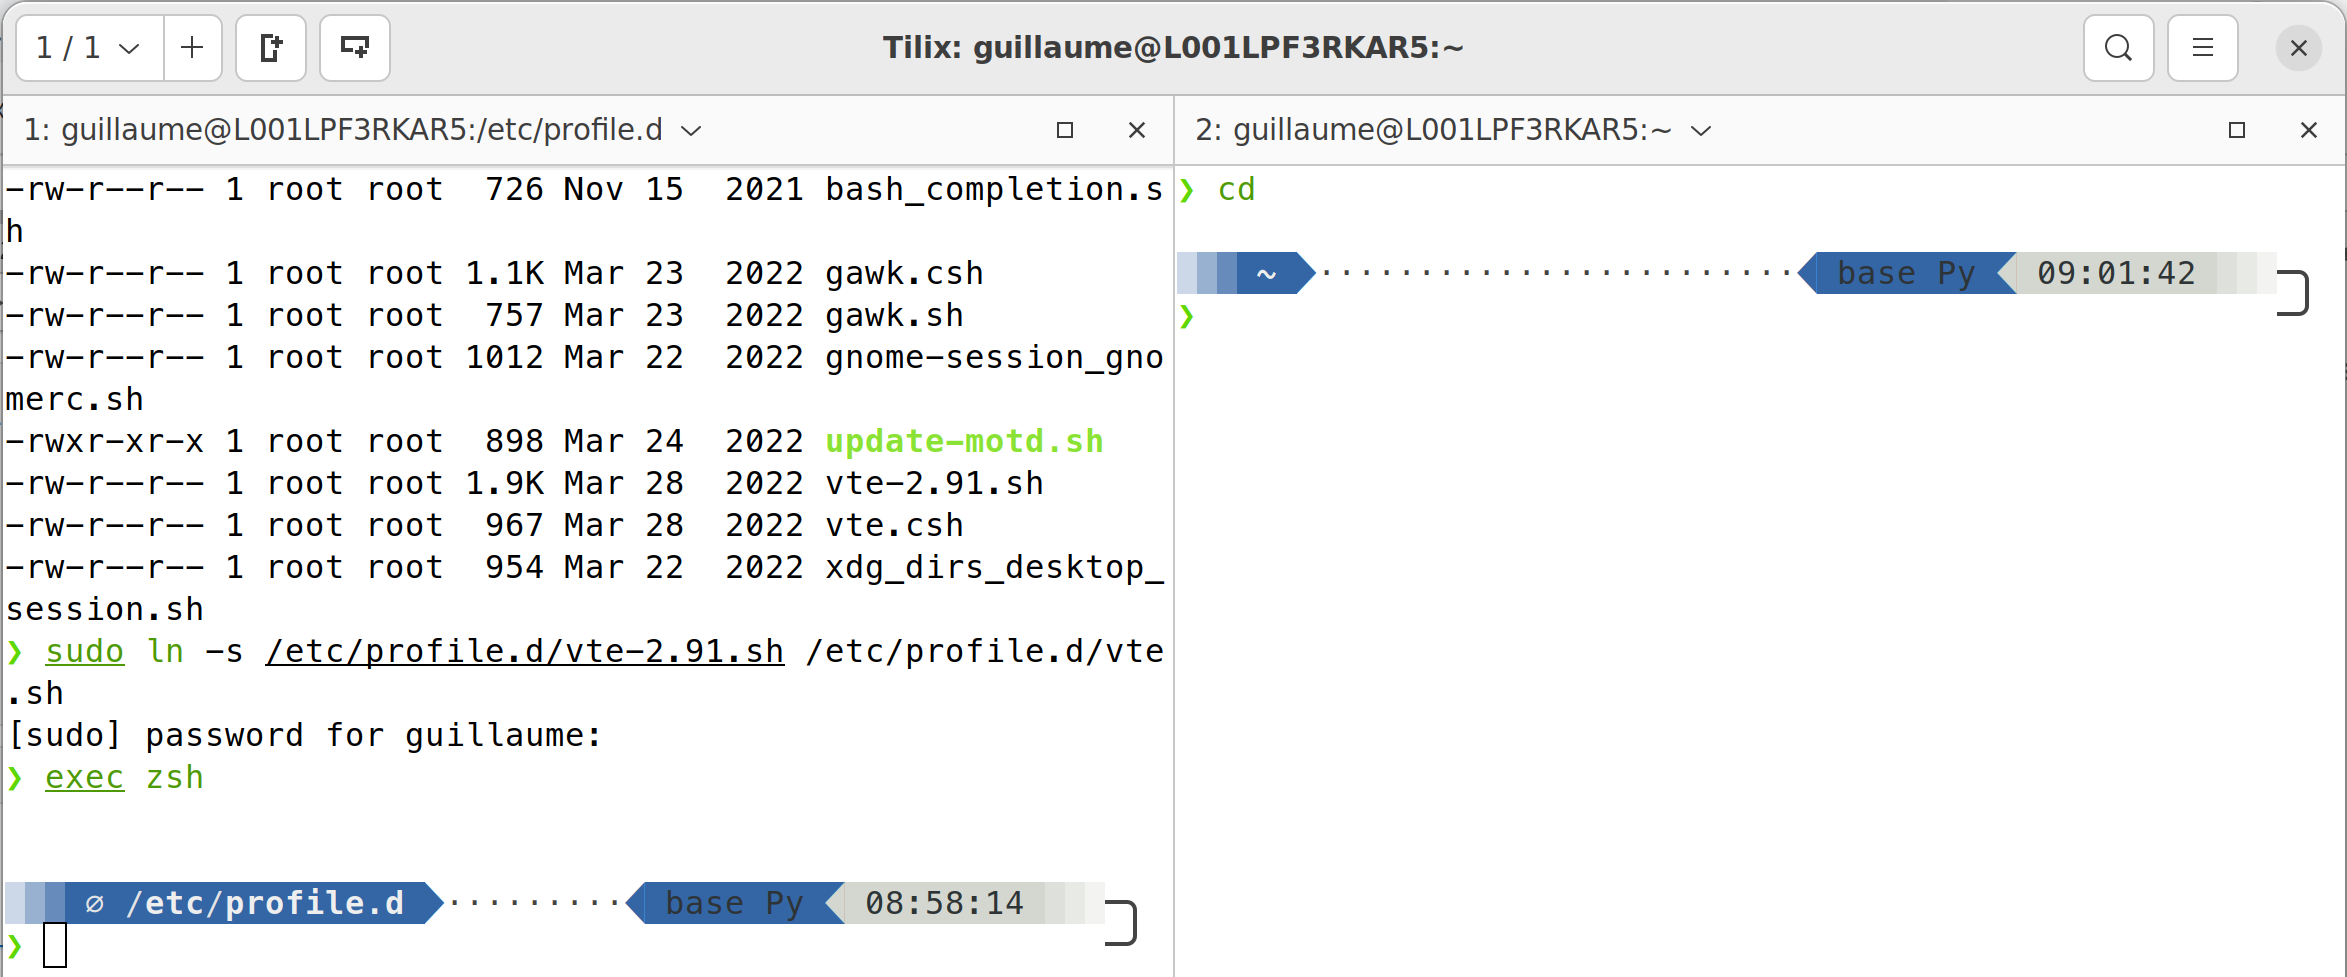 1 / 1
Tilix: guillaume@L001LPF3RKAR5:~
1: guillaume@L001LPF3RKAR5:/etc/profile.d
-rw-r--r-- 1 root root  726 Nov 15  2021 bash_completion.s
h
-rw-r--r-- 1 root root 1.1K Mar 23  2022 gawk.csh
-rw-r--r-- 1 root root  757 Mar 23  2022 gawk.sh
-rw-r--r-- 1 root root 1012 Mar 22  2022 gnome-session_gno
merc.sh
-rwxr-xr-x 1 root root  898 Mar 24  2022 update-motd.sh
-rw-r--r-- 1 root root 1.9K Mar 28  2022 vte-2.91.sh
-rw-r--r-- 1 root root  967 Mar 28  2022 vte.csh
-rw-r--r-- 1 root root  954 Mar 22  2022 xdg_dirs_desktop_
session.sh
❯ sudo ln -s /etc/profile.d/vte-2.91.sh /etc/profile.d/vte
.sh
[sudo] password for guillaume:
❯ exec zsh
∅ /etc/profile.d ········· base Py 08:58:14
❯
2: guillaume@L001LPF3RKAR5:~
❯ cd
~ ························ base Py 09:01:42
❯